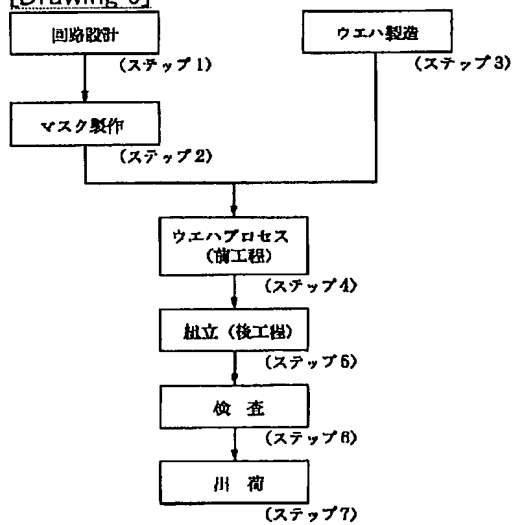 回路設計
(ステップ1)
ウエハ製造
(ステップ3)
マスク製作
(ステップ2)
ウエハプロセス
(前工程)
(ステップ4)
組立(後工程)
(ステップ5)
検 査
(ステップ6)
出 荷
(ステップ7)